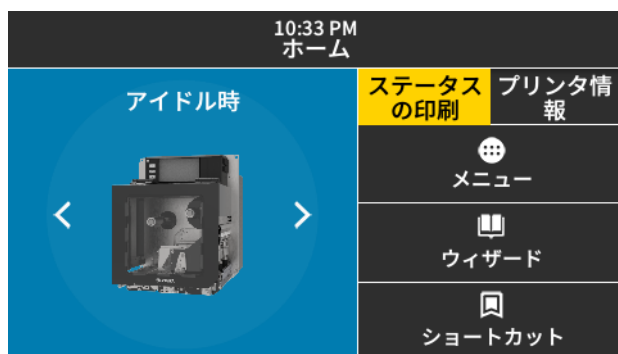 10:33 PM
ホーム
アイドル時
ステータス
の印刷
プリンタ情
報
メニュー
ウィザード
ショートカット